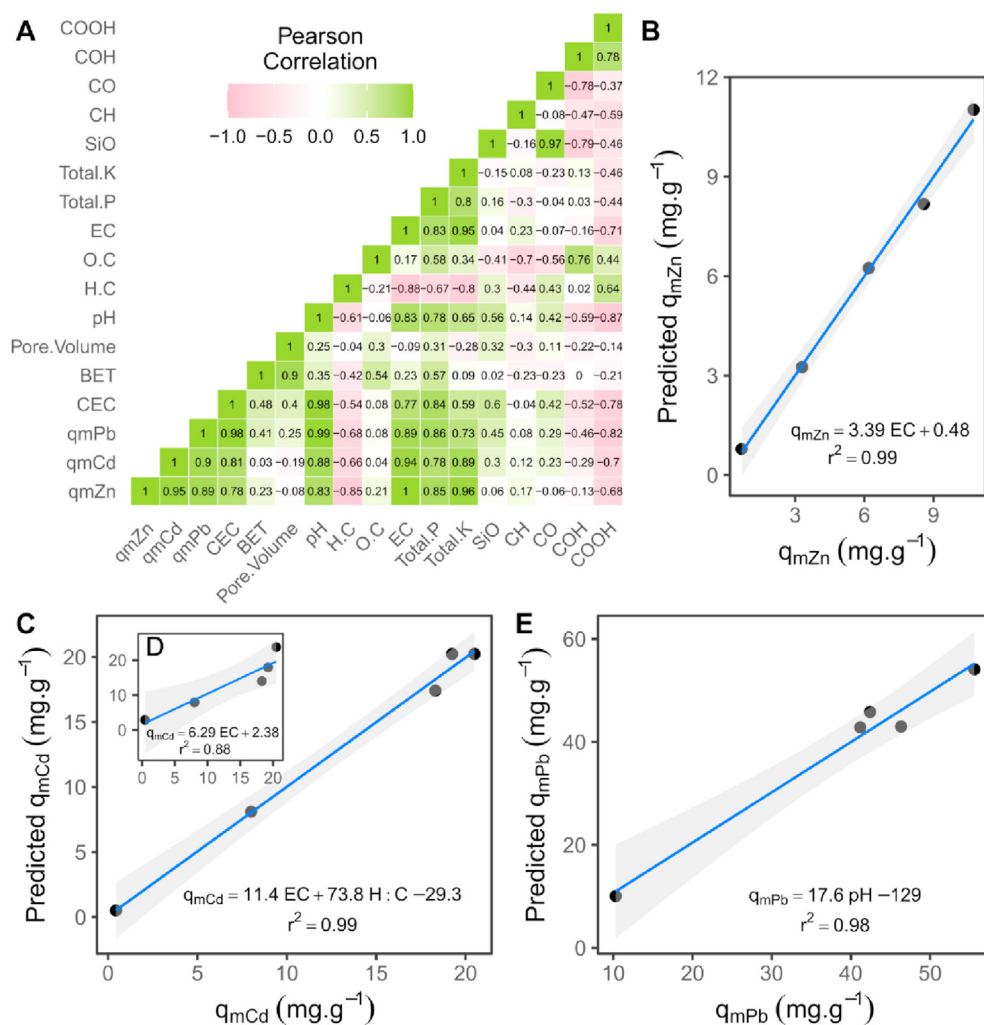 A
Pearson
Correlation
−1.0 −0.5 0.0 0.5 1.0
COOH 1
COH 1 0.78
CO 1 −0.78 −0.37
CH 1 −0.08 −0.47 −0.59
SiO 1 −0.16 0.97 −0.79 −0.46
Total.K 1 −0.15 0.08 −0.23 0.13 −0.46
Total.P 1 0.8 0.16 −0.3 −0.04 0.03 −0.44
EC 1 0.83 0.95 0.04 0.23 −0.07 −0.16 −0.71
O.C 1 0.17 0.58 0.34 −0.41 −0.7 −0.56 0.76 0.44
H.C 1 −0.21 −0.88 −0.67 −0.8 0.3 −0.44 0.43 0.02 0.64
pH 1 −0.61 −0.06 0.83 0.78 0.65 0.56 0.14 0.42 −0.59 −0.87
Pore.Volume 1 0.25 −0.04 0.3 −0.09 0.31 −0.28 0.32 −0.3 0.11 −0.22 −0.14
BET 1 0.9 0.35 −0.42 0.54 0.23 0.57 0.09 0.02 −0.23 −0.23 0 −0.21
CEC 1 0.48 0.4 0.98 −0.54 0.08 0.77 0.84 0.59 0.6 −0.04 0.42 −0.52 −0.78
qmPb 1 0.98 0.41 0.25 0.99 −0.68 0.08 0.89 0.86 0.73 0.45 0.08 0.29 −0.46 −0.82
qmCd 1 0.9 0.81 0.03 −0.19 0.88 −0.66 0.04 0.94 0.78 0.89 0.3 0.12 0.23 −0.29 −0.7
qmZn 1 0.95 0.89 0.78 0.23 −0.08 0.83 −0.85 0.21 1 0.85 0.96 0.06 0.17 −0.06 −0.13 −0.68
qmZn qmCd qmPb CEC BET Pore.Volume pH H.C O.C EC Total.P Total.K SiO CH CO COH COOH
B
Predicted qmZn (mg.g−1)
12
9
6
3
0
qmZn = 3.39 EC + 0.48
r2 = 0.99
3 6 9
qmZn (mg.g−1)
C
Predicted qmCd (mg.g−1)
20
15
10
5
0
D
20
10
0
qmCd = 6.29 EC + 2.38
r2 = 0.88
0 5 10 15 20
qmCd = 11.4 EC + 73.8 H : C −29.3
r2 = 0.99
0 5 10 15 20
qmCd (mg.g−1)
E
Predicted qmPb (mg.g−1)
60
40
20
0
qmPb = 17.6 pH −129
r2 = 0.98
10 20 30 40 50
qmPb (mg.g−1)